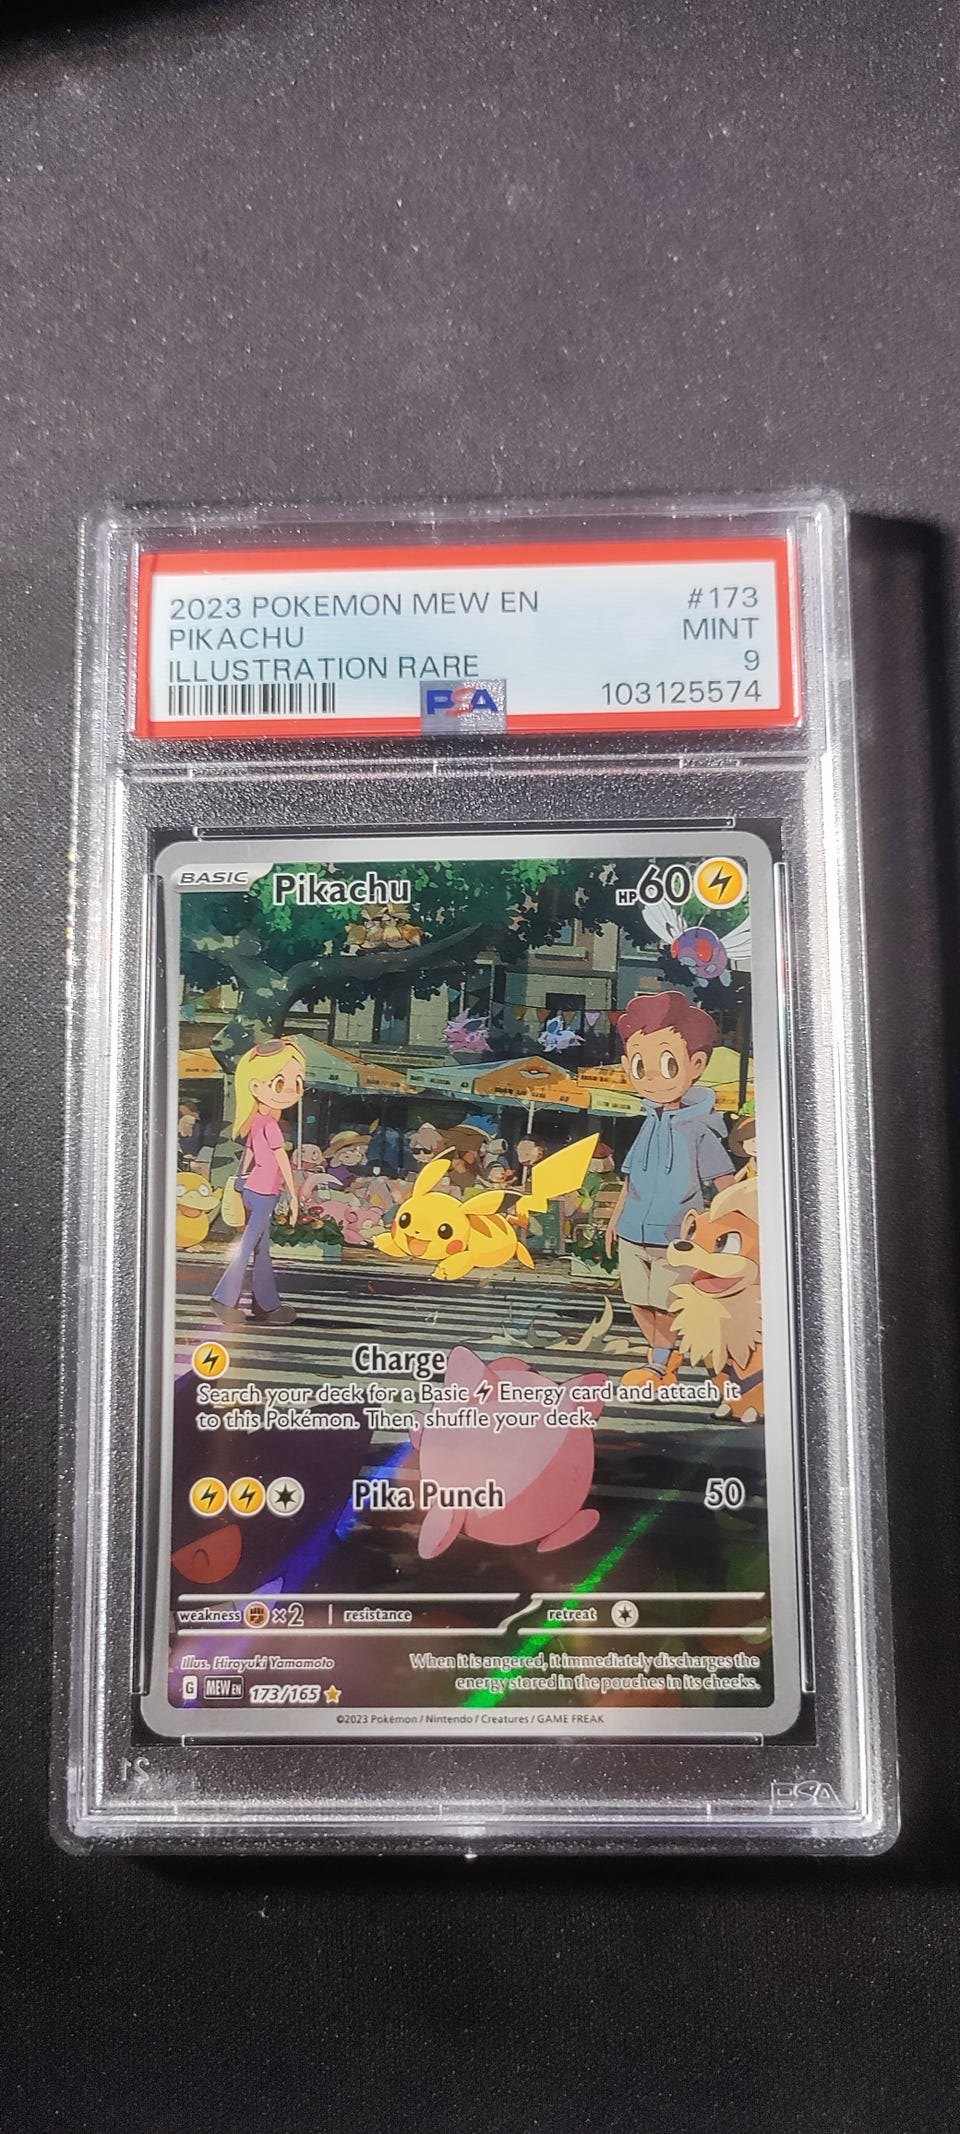 2023 POKEMON MEW EN #173
PIKACHU MINT
ILLUSTRATION RARE 9
PSA 103125574
BASIC Pikachu HP60
Charge
Search your deck for a Basic Energy card and attach it
to this Pokémon. Then, shuffle your deck.
Pika Punch 50
weakness ×2 resistance retreat
Illus. Hiroyuki Yamamoto
When it is angered, it immediately discharges the
energy stored in the pouches in its cheeks.
G MEW EN 173/165
©2023 Pokémon / Nintendo / Creatures / GAME FREAK
PSA